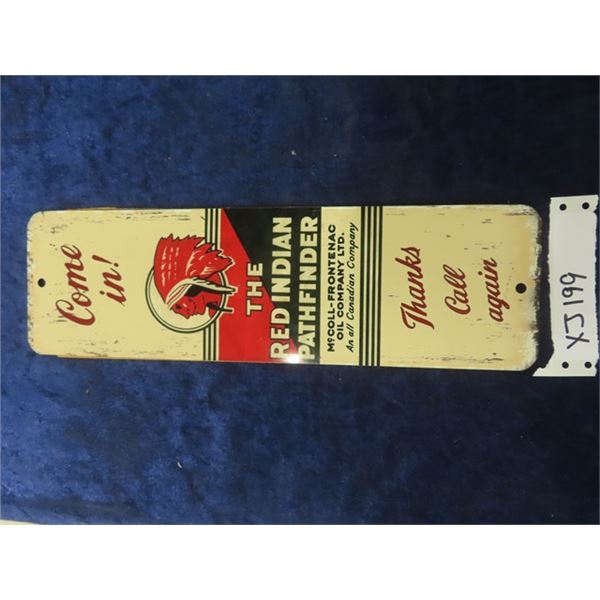 Come
in!
THE
RED INDIAN
PATHFINDER
McCOLL-FRONTENAC
OIL COMPANY LTD.
An all Canadian Company
Thanks
Call
again
XJ199